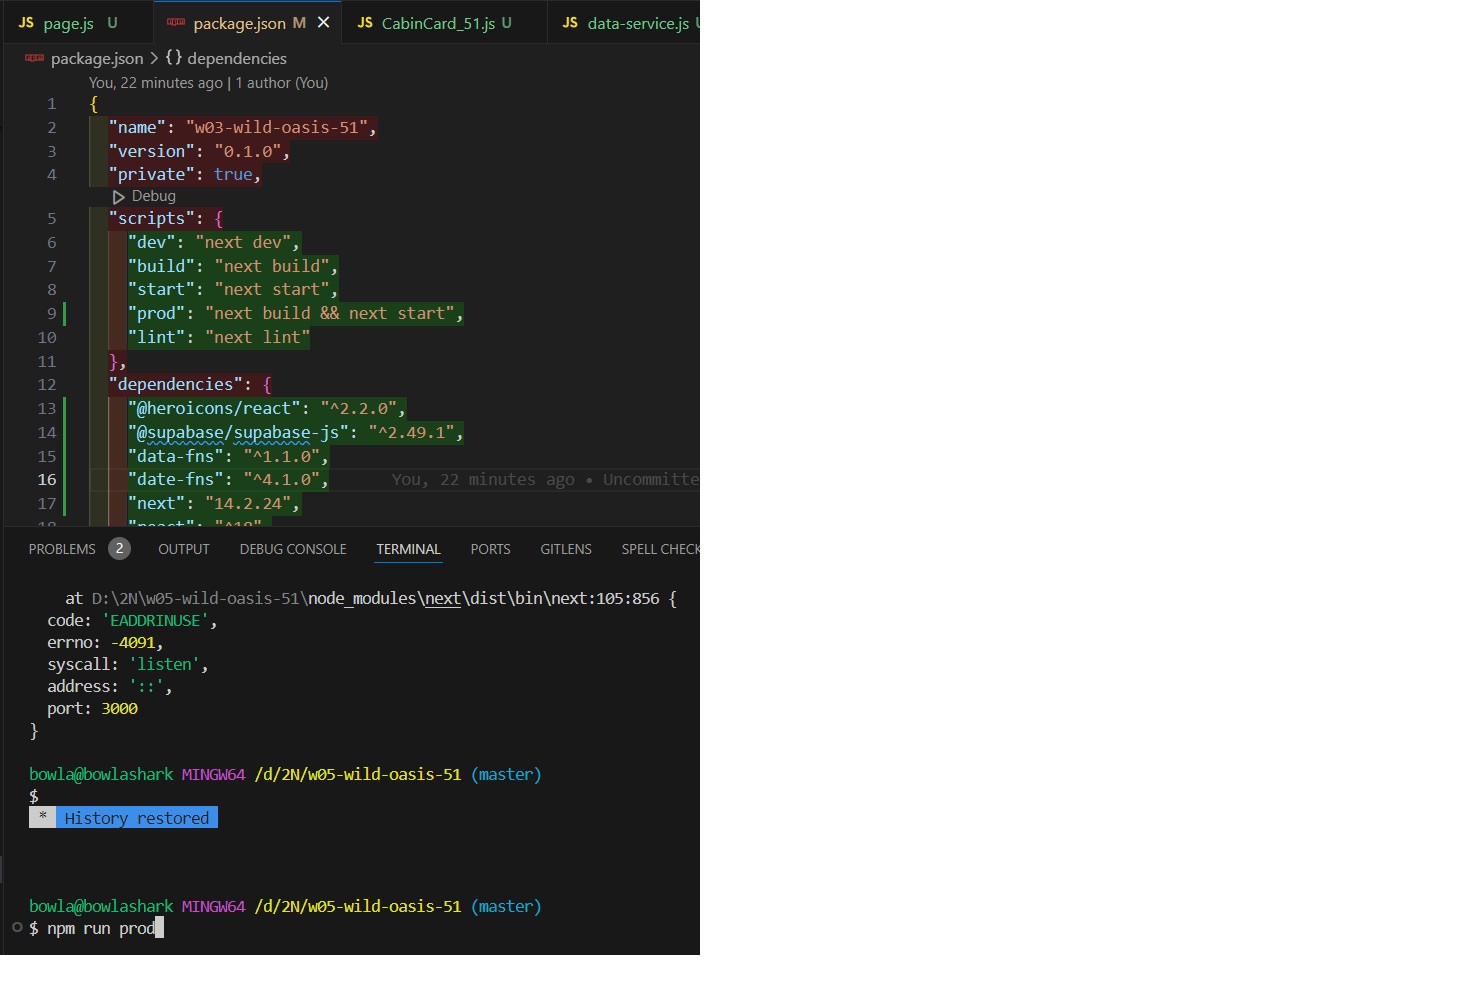 JS page.js U package.json M × JS CabinCard_51.js U JS data-service.js U
package.json > {} dependencies
You, 22 minutes ago | 1 author (You)
1 {
2 "name": "w03-wild-oasis-51",
3 "version": "0.1.0",
4 "private": true,
Debug
5 "scripts": {
6 "dev": "next dev",
7 "build": "next build",
8 "start": "next start",
9 "prod": "next build && next start",
10 "lint": "next lint"
11 },
12 "dependencies": {
13 "@heroicons/react": "^2.2.0",
14 "@supabase/supabase-js": "^2.49.1",
15 "data-fns": "^1.1.0",
16 "date-fns": "^4.1.0", You, 22 minutes ago • Uncommitte
17 "next": "14.2.24",
18 "react": "^18",
PROBLEMS 2 OUTPUT DEBUG CONSOLE TERMINAL PORTS GITLENS SPELL CHECK
at D:\2N\w05-wild-oasis-51\node_modules\next\dist\bin\next:105:856 {
code: 'EADDRINUSE',
errno: -4091,
syscall: 'listen',
address: '::',
port: 3000
}
bowla@bowlashark MINGW64 /d/2N/w05-wild-oasis-51 (master)
$
* History restored
bowla@bowlashark MINGW64 /d/2N/w05-wild-oasis-51 (master)
$ npm run prod